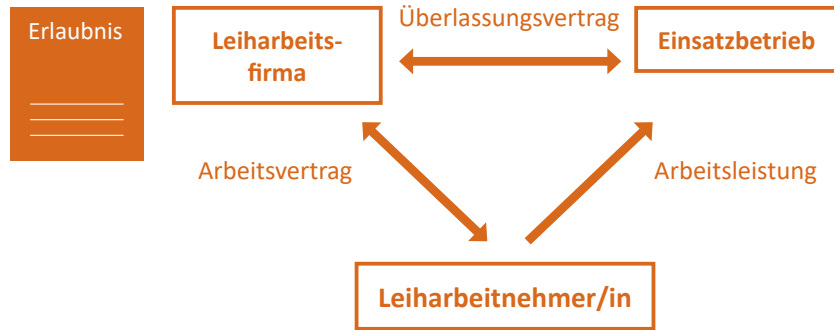 Erlaubnis
Leiharbeits-
firma
Überlassungsvertrag
Einsatzbetrieb
Arbeitsvertrag
Arbeitsleistung
Leiharbeitnehmer/in